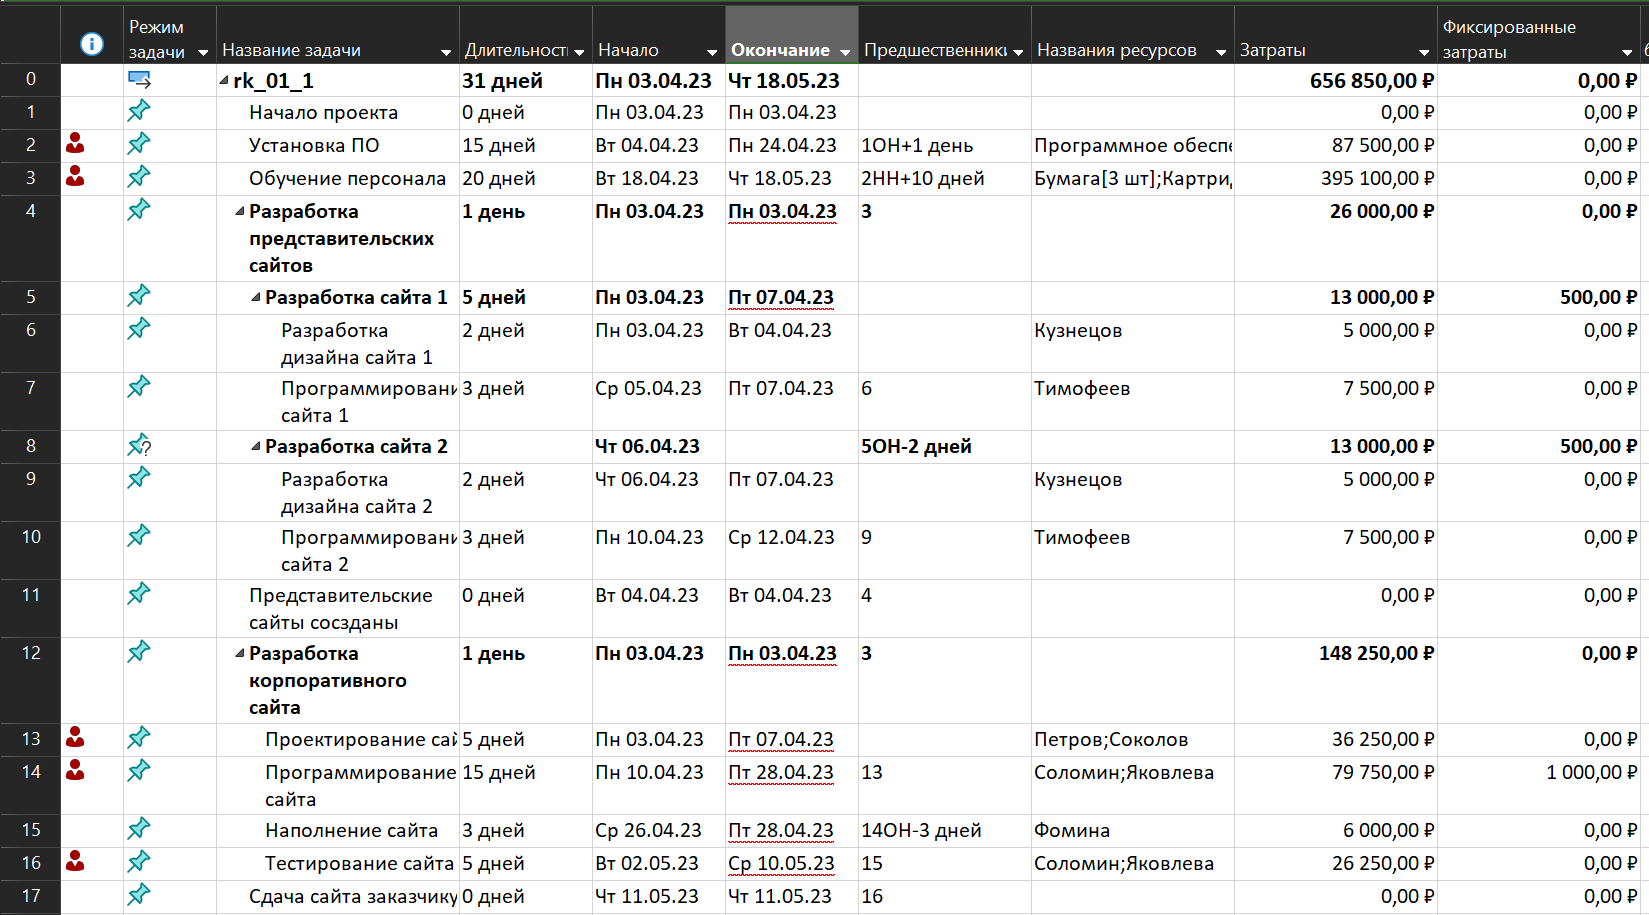 Режим задачи Название задачи Длительност Начало Окончание Предшественники Названия ресурсов Затраты Фиксированные затраты
0 rk_01_1 31 дней Пн 03.04.23 Чт 18.05.23 656 850,00 ₽ 0,00 ₽
1 Начало проекта 0 дней Пн 03.04.23 Пн 03.04.23 0,00 ₽ 0,00 ₽
2 Установка ПО 15 дней Вт 04.04.23 Пн 24.04.23 1ОН+1 день Программное обеспе 87 500,00 ₽ 0,00 ₽
3 Обучение персонала 20 дней Вт 18.04.23 Чт 18.05.23 2НН+10 дней Бумага[3 шт];Картрид 395 100,00 ₽ 0,00 ₽
4 Разработка представительских сайтов 1 день Пн 03.04.23 Пн 03.04.23 3 26 000,00 ₽ 0,00 ₽
5 Разработка сайта 1 5 дней Пн 03.04.23 Пт 07.04.23 13 000,00 ₽ 500,00 ₽
6 Разработка дизайна сайта 1 2 дней Пн 03.04.23 Вт 04.04.23 Кузнецов 5 000,00 ₽ 0,00 ₽
7 Программировани сайта 1 3 дней Ср 05.04.23 Пт 07.04.23 6 Тимофеев 7 500,00 ₽ 0,00 ₽
8 Разработка сайта 2 Чт 06.04.23 5ОН-2 дней 13 000,00 ₽ 500,00 ₽
9 Разработка дизайна сайта 2 2 дней Чт 06.04.23 Пт 07.04.23 Кузнецов 5 000,00 ₽ 0,00 ₽
10 Программировани сайта 2 3 дней Пн 10.04.23 Ср 12.04.23 9 Тимофеев 7 500,00 ₽ 0,00 ₽
11 Представительские сайты сосзданы 0 дней Вт 04.04.23 Вт 04.04.23 4 0,00 ₽ 0,00 ₽
12 Разработка корпоративного сайта 1 день Пн 03.04.23 Пн 03.04.23 3 148 250,00 ₽ 0,00 ₽
13 Проектирование сай 5 дней Пн 03.04.23 Пт 07.04.23 Петров;Соколов 36 250,00 ₽ 0,00 ₽
14 Программирование сайта 15 дней Пн 10.04.23 Пт 28.04.23 13 Соломин;Яковлева 79 750,00 ₽ 1 000,00 ₽
15 Наполнение сайта 3 дней Ср 26.04.23 Пт 28.04.23 14ОН-3 дней Фомина 6 000,00 ₽ 0,00 ₽
16 Тестирование сайта 5 дней Вт 02.05.23 Ср 10.05.23 15 Соломин;Яковлева 26 250,00 ₽ 0,00 ₽
17 Сдача сайта заказчику 0 дней Чт 11.05.23 Чт 11.05.23 16 0,00 ₽ 0,00 ₽